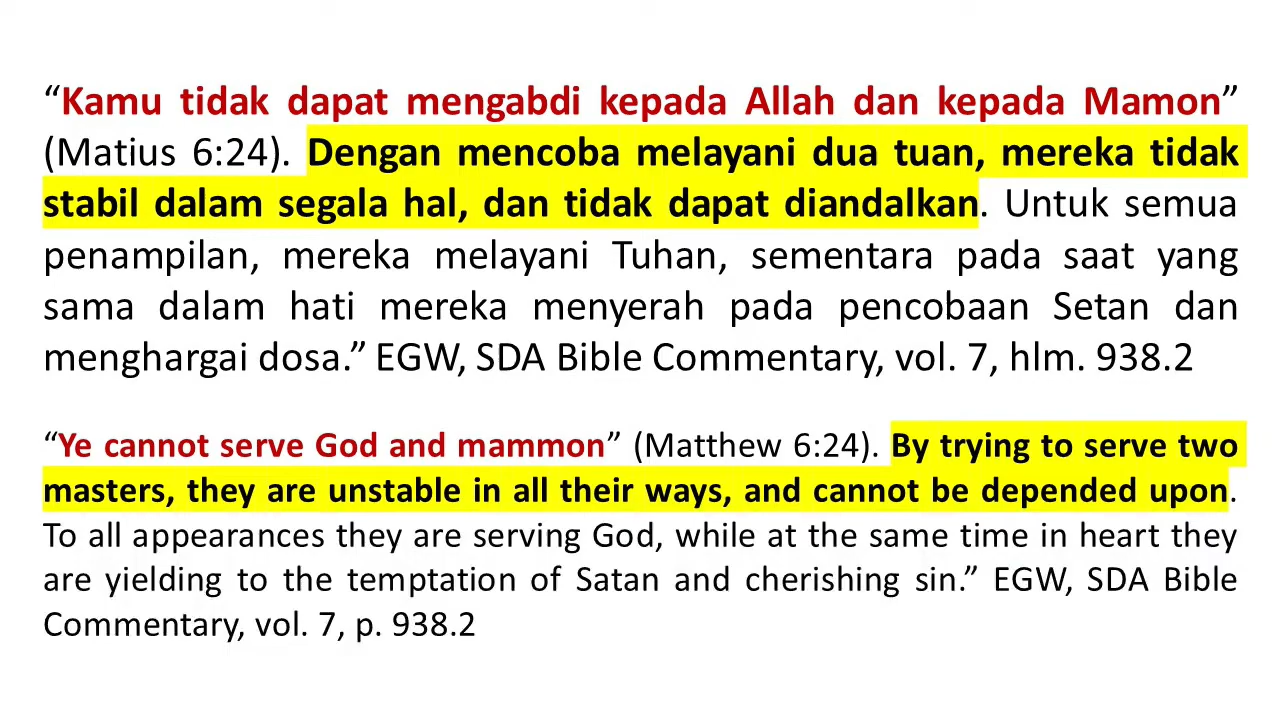 “Kamu tidak dapat mengabdi kepada Allah dan kepada Mamon”
(Matius 6:24). Dengan mencoba melayani dua tuan, mereka tidak
stabil dalam segala hal, dan tidak dapat diandalkan. Untuk semua
penampilan, mereka melayani Tuhan, sementara pada saat yang
sama dalam hati mereka menyerah pada pencobaan Setan dan
menghargai dosa.” EGW, SDA Bible Commentary, vol. 7, hlm. 938.2
“Ye cannot serve God and mammon” (Matthew 6:24). By trying to serve two
masters, they are unstable in all their ways, and cannot be depended upon.
To all appearances they are serving God, while at the same time in heart they
are yielding to the temptation of Satan and cherishing sin.” EGW, SDA Bible
Commentary, vol. 7, p. 938.2